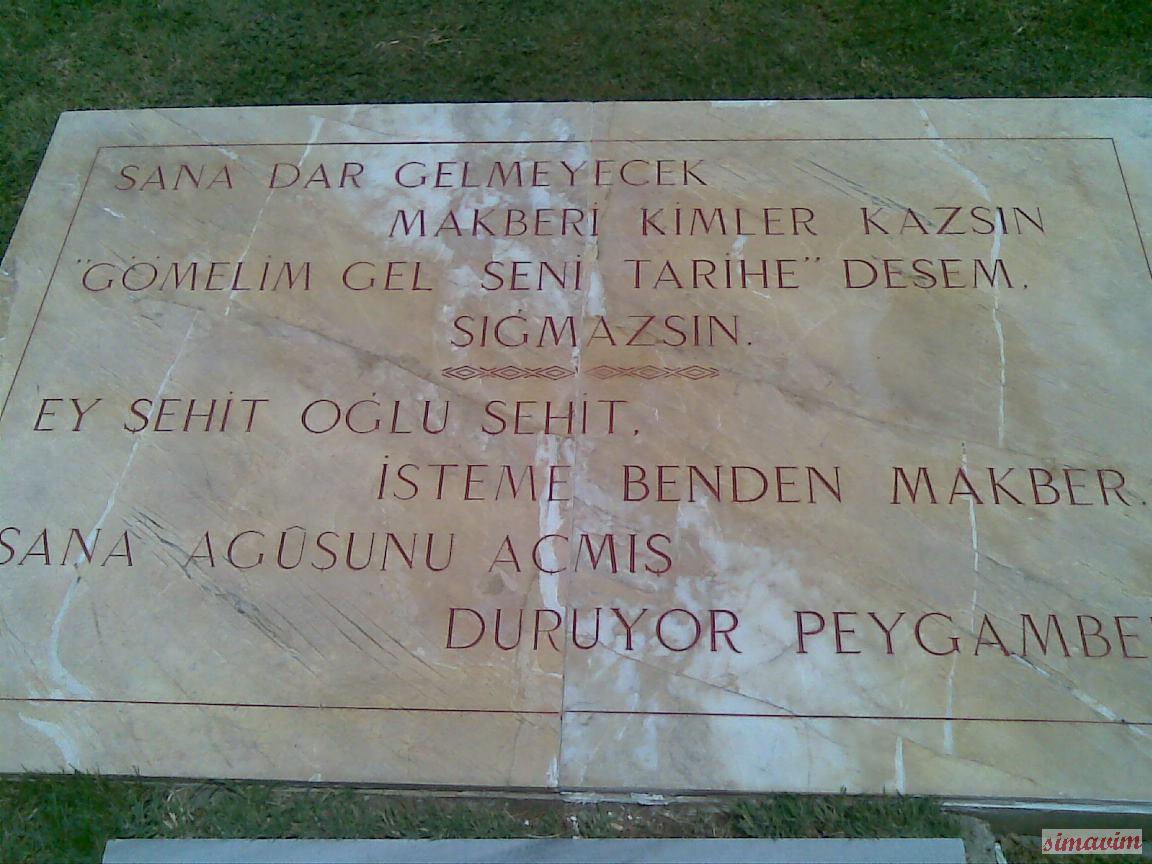 SANA DAR GELMEYECEK
MAKBERİ KİMLER KAZSIN
"GÖMELİM GEL SENİ TARİHE" DESEM.
SIĞMAZSIN.
EY ŞEHİT OĞLU ŞEHİT,
İSTEME BENDEN MAKBER.
SANA AGÛŞUNU AÇMIŞ
DURUYOR PEYGAMBE
simavim